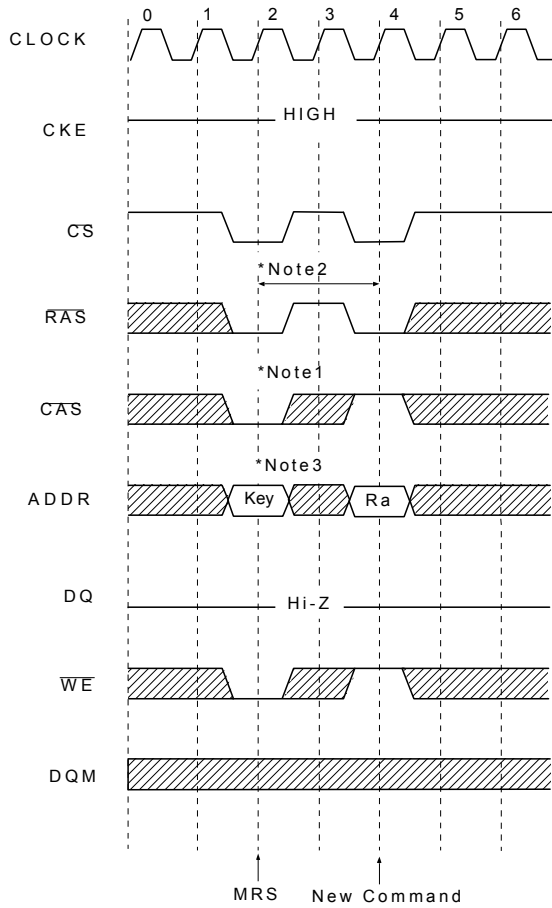 0 1 2 3 4 5 6
CLOCK
HIGH
CKE
CS
*Note2
RAS
*Note1
CAS
*Note3
ADDR Key Ra
DQ Hi-Z
WE
DQM
MRS New Command